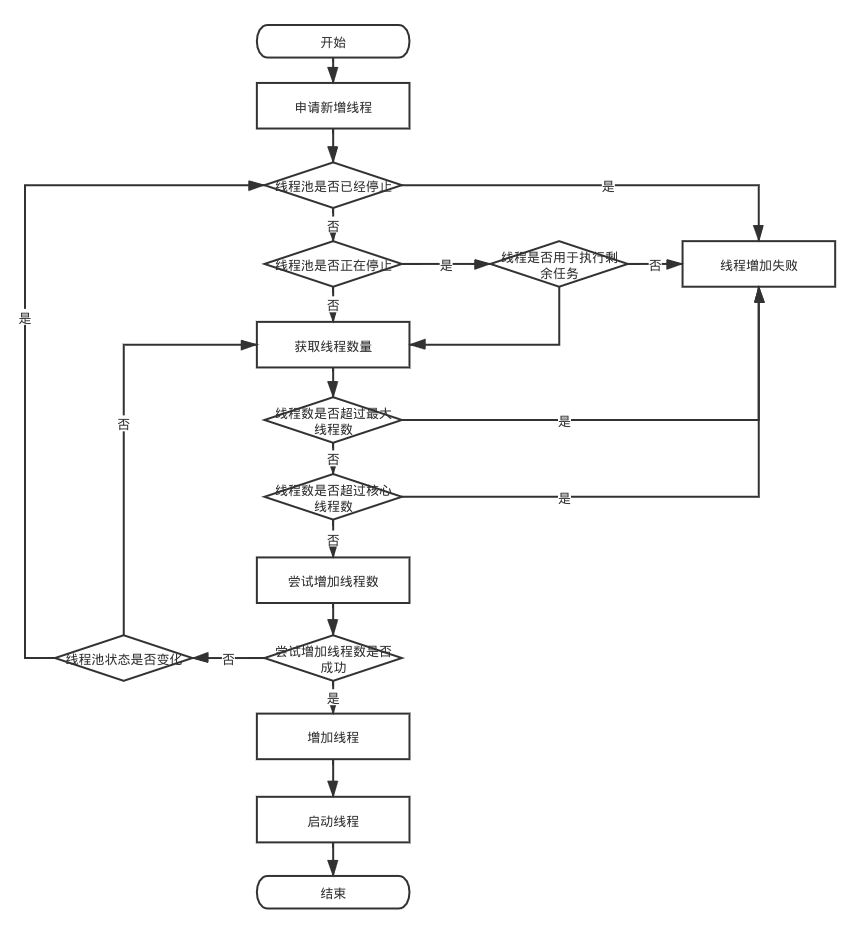 开始
申请新增线程
线程池是否已经停止
是
否
线程池是否正在停止
是
线程是否用于执行剩
余任务
否
线程增加失败
否
是
获取线程数量
否
线程数是否超过最大
线程数
是
否
线程数是否超过核心
线程数
是
否
尝试增加线程数
线程池状态是否变化
否
尝试增加线程数是否
成功
是
增加线程
启动线程
结束